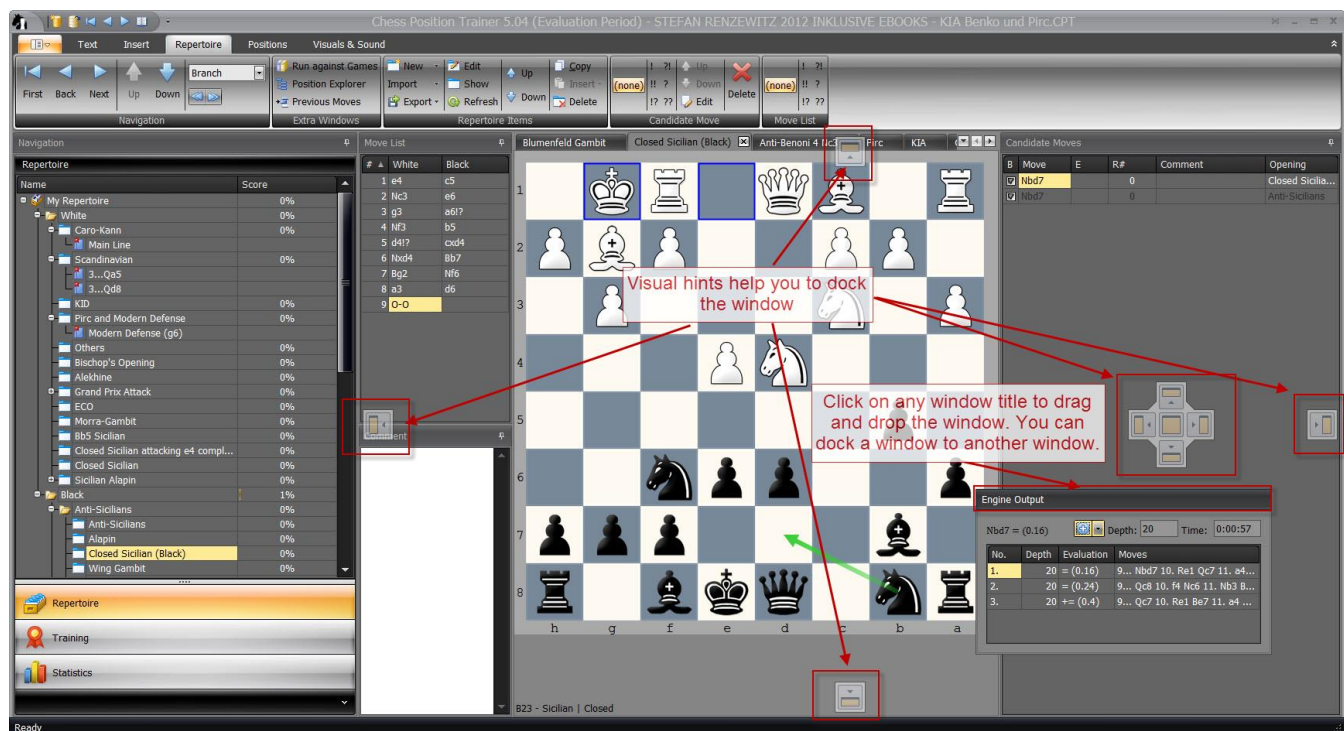 Chess Position Trainer 5.04 (Evaluation Period) - STEFAN RENZEWITZ 2012 INKLUSIVE EBOOKS - KIA Benko und Pirc.CPT
Text Insert Repertoire Positions Visuals & Sound
First Back Next Up Down Branch
Navigation
Run against Games
Position Explorer
Previous Moves
Extra Windows
New Edit Up Copy
Import Show Down Insert
Export Refresh Delete
Repertoire Items
(none) ! ?! Up
!! ? Down Delete
!? ?? Edit
Candidate Move
(none) ! ?!
!! ?
!? ??
Move List
Navigation
Repertoire
Name Score
My Repertoire 0%
White 0%
Caro-Kann 0%
Main Line
Scandinavian 0%
3...Qa5
3...Qd8
KID 0%
Pirc and Modern Defense 0%
Modern Defense (g6)
Others 0%
Bischop's Opening 0%
Alekhine 0%
Grand Prix Attack 0%
ECO 0%
Morra-Gambit 0%
Bb5 Sicilian 0%
Closed Sicilian attacking e4 compl... 0%
Closed Sicilian 0%
Sicilian Alapin 0%
Black 1%
Anti-Sicilians 0%
Anti-Sicilians 0%
Alapin 0%
Closed Sicilian (Black) 0%
Wing Gambit 0%
Repertoire
Training
Statistics
Ready
Move List
# White Black
1 e4 c5
2 Nc3 e6
3 g3 a6!?
4 Nf3 b5
5 d4!? cxd4
6 Nxd4 Bb7
7 Bg2 Nf6
8 a3 d6
9 O-O
Comment
Blumenfeld Gambit Closed Sicilian (Black) Anti-Benoni 4 Nc3 Pirc KIA
1
2
3
4
5
6
7
8
h g f e d c b a
B23 - Sicilian | Closed
Visual hints help you to dock
the window
Click on any window title to drag
and drop the window. You can
dock a window to another window.
Candidate Moves
B Move E R# Comment Opening
Nbd7 0 Closed Sicilia...
Nbd7 0 Anti-Sicilians
Engine Output
Nbd7 = (0.16) Depth: 20 Time: 0:00:57
No. Depth Evaluation Moves
1. 20 = (0.16) 9... Nbd7 10. Re1 Qc7 11. a4...
2. 20 = (0.24) 9... Qc8 10. f4 Nc6 11. Nb3 B...
3. 20 += (0.4) 9... Qc7 10. Re1 Be7 11. a4 ...